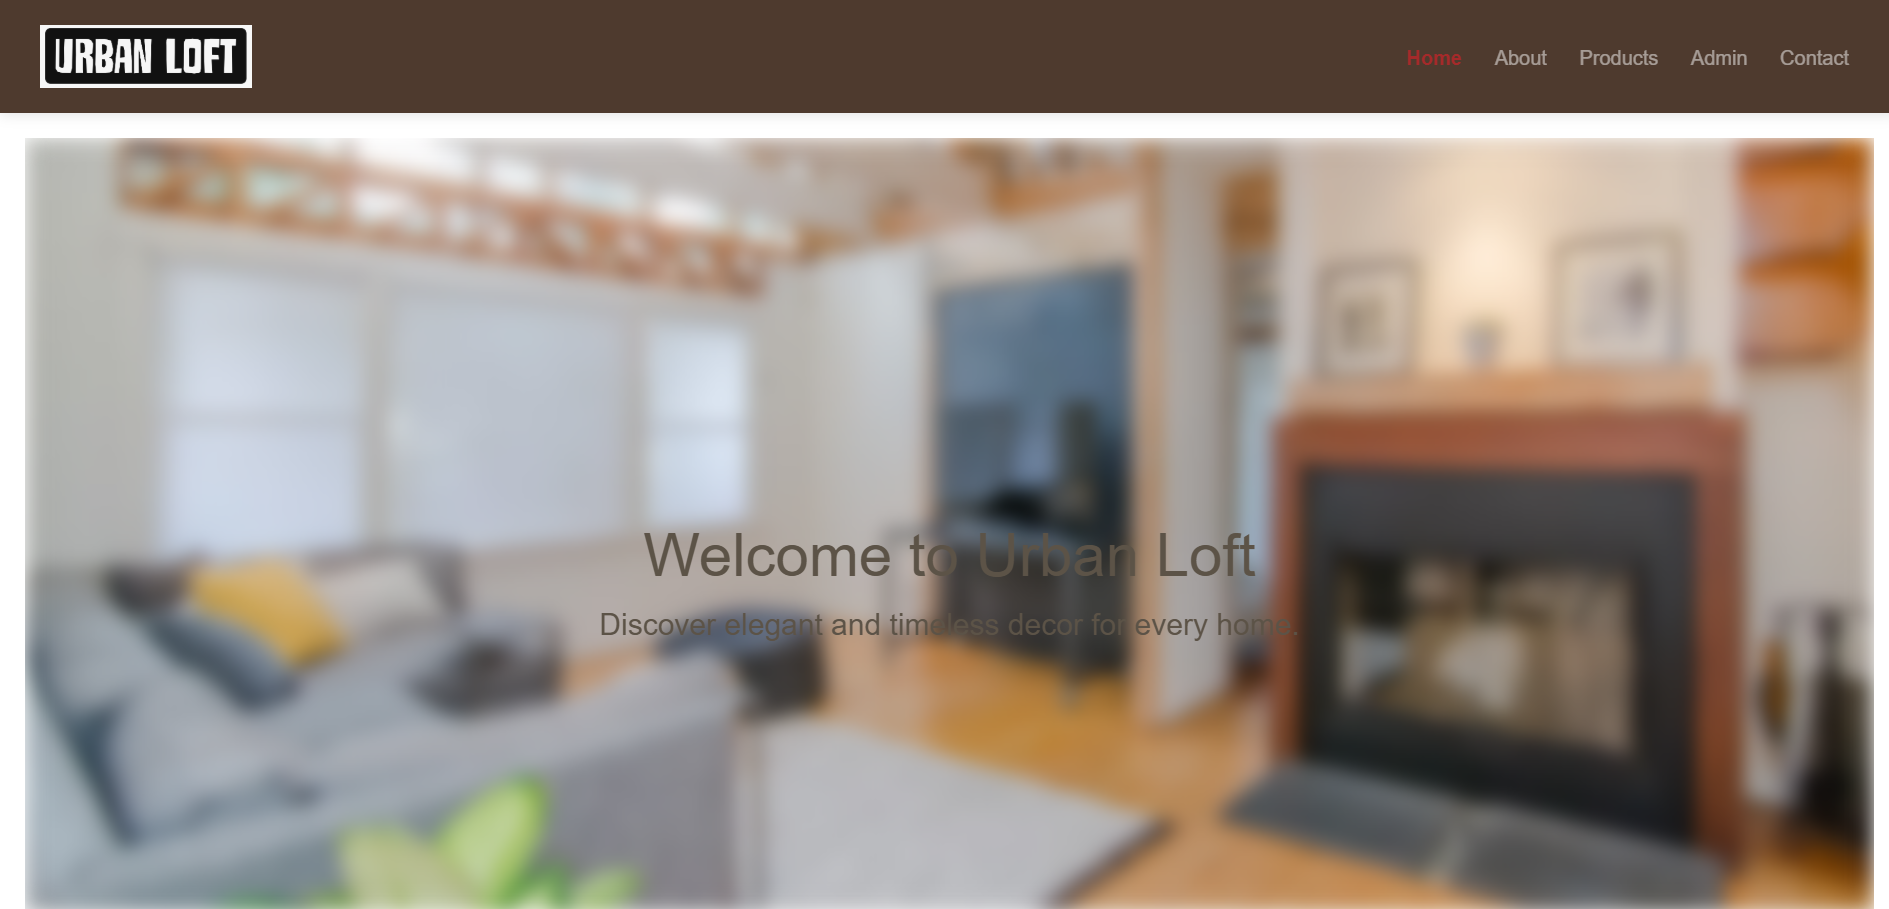 URBAN LOFT
Home About Products Admin Contact
Welcome to Urban Loft
Discover elegant and timeless decor for every home.